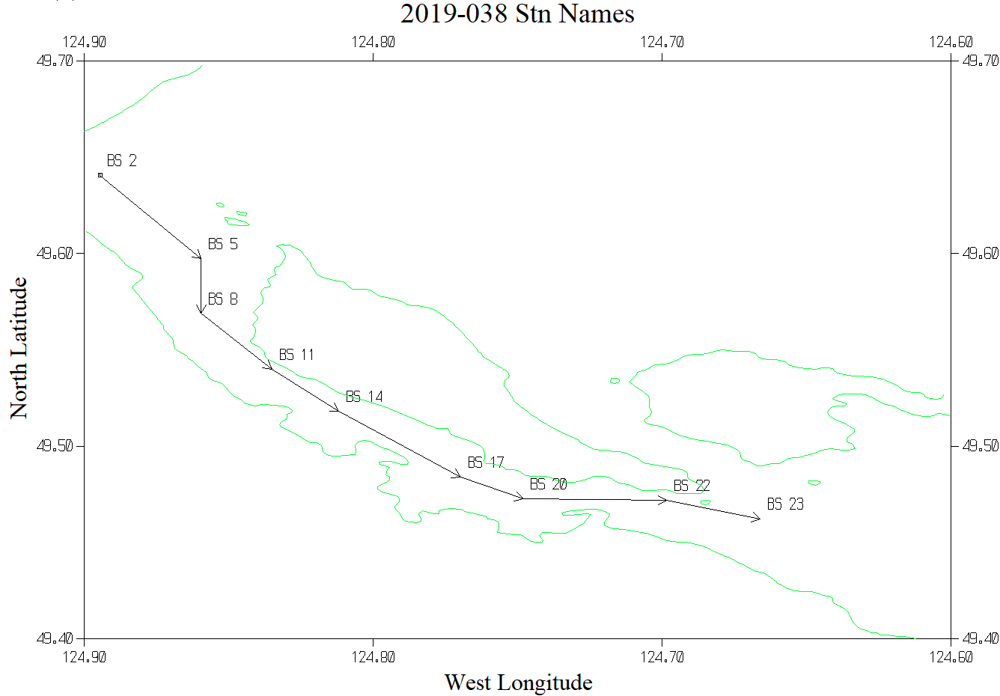 2019-038 Stn Names
124.90 124.80 124.70 124.60
49.70 49.70
BS 2
BS 5
49.60 49.60
BS 8
North Latitude
BS 11
BS 14
49.50 49.50
BS 17
BS 20
BS 22
BS 23
49.40 49.40
124.90 124.80 124.70 124.60
West Longitude